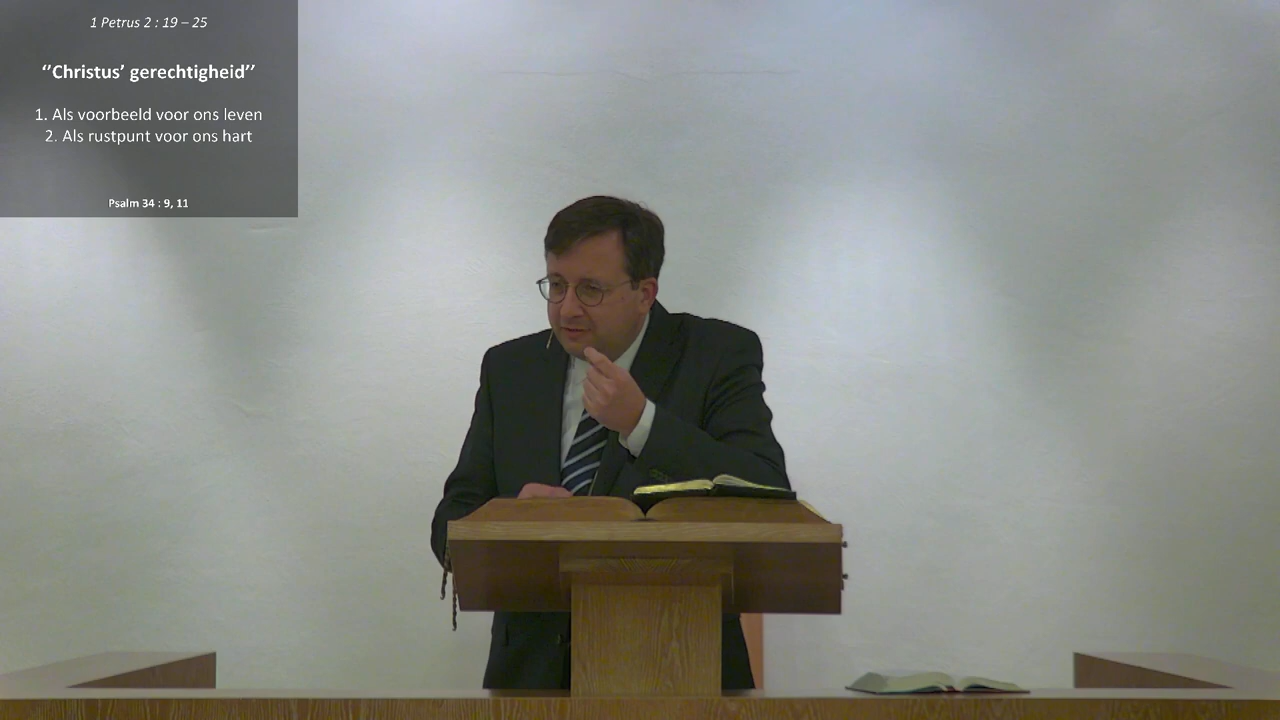 1 Petrus 2 : 19 – 25
‘’Christus’ gerechtigheid’’
1. Als voorbeeld voor ons leven
2. Als rustpunt voor ons hart
Psalm 34 : 9, 11